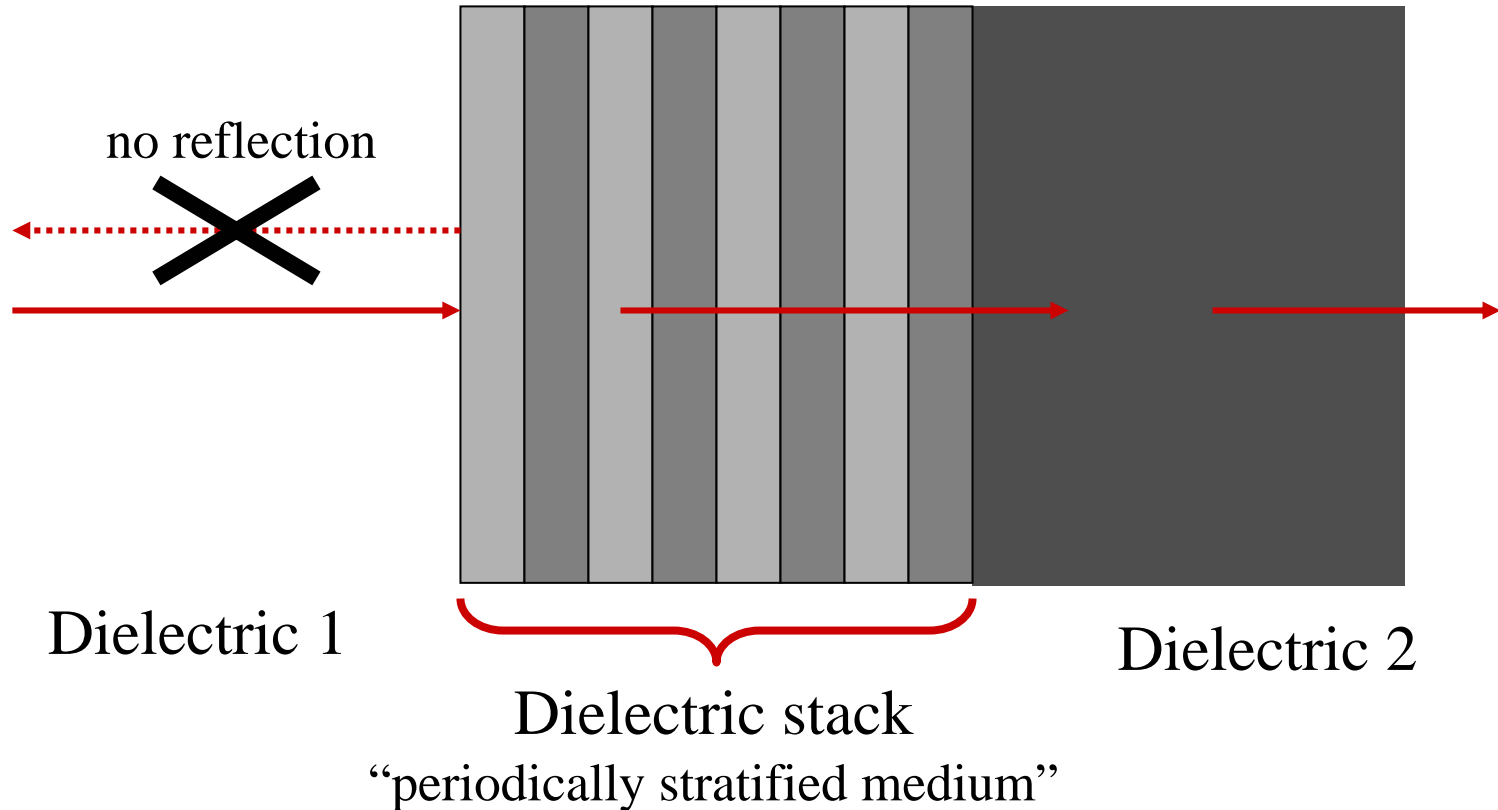 no reflection
Dielectric 1
Dielectric 2
Dielectric stack
“periodically stratified medium”